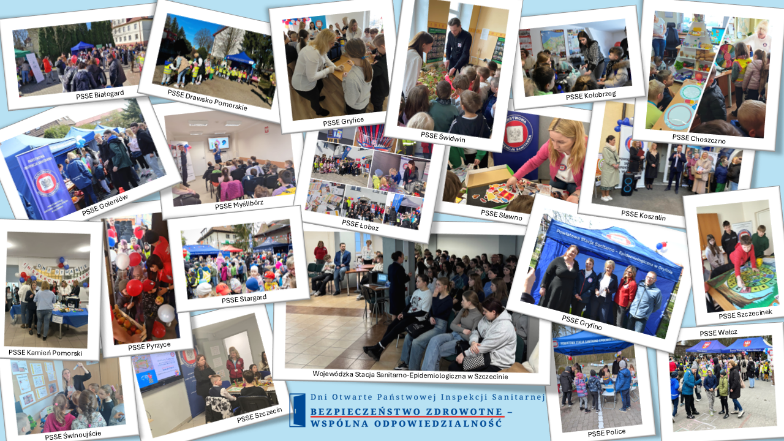 PSSE Białogard
PSSE Drawsko Pomorskie
PSSE Gryfice
PSSE Świdwin
PSSE Kołobrzeg
PSSE Choszczno
PSSE Goleniów
PSSE Myślibórz
PSSE Łobez
PSSE Sławno
PSSE Koszalin
PSSE Kamień Pomorski
PSSE Pyrzyce
PSSE Stargard
Wojewódzka Stacja Sanitarno-Epidemiologiczna w Szczecinie
PSSE Gryfino
PSSE Szczecinek
PSSE Świnoujście
PSSE Szczecin
PSSE Police
PSSE Wałcz
Dni Otwarte Państwowej Inspekcji Sanitarnej
BEZPIECZEŃSTWO ZDROWOTNE –
WSPÓLNA ODPOWIEDZIALNOŚĆ